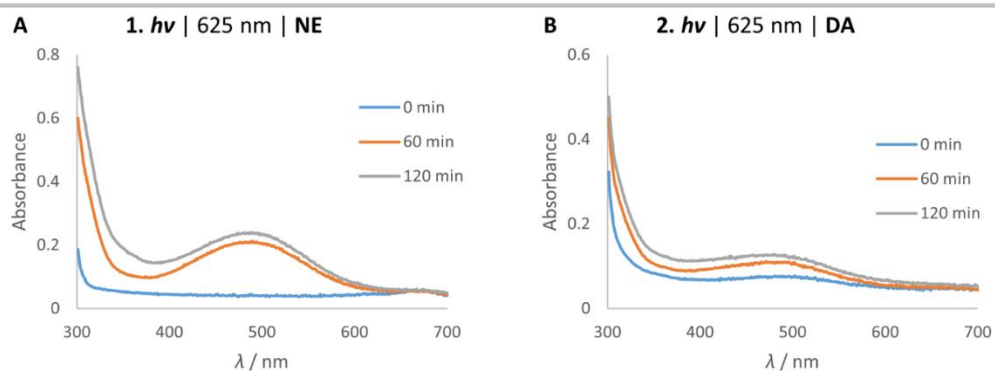 A
1. hv | 625 nm | NE
0.8
0.6
0.4
0.2
0
Absorbance
0 min
60 min
120 min
300
400
500
600
700
λ / nm
B
2. hv | 625 nm | DA
0.6
0.4
0.2
0
Absorbance
0 min
60 min
120 min
300
400
500
600
700
λ / nm